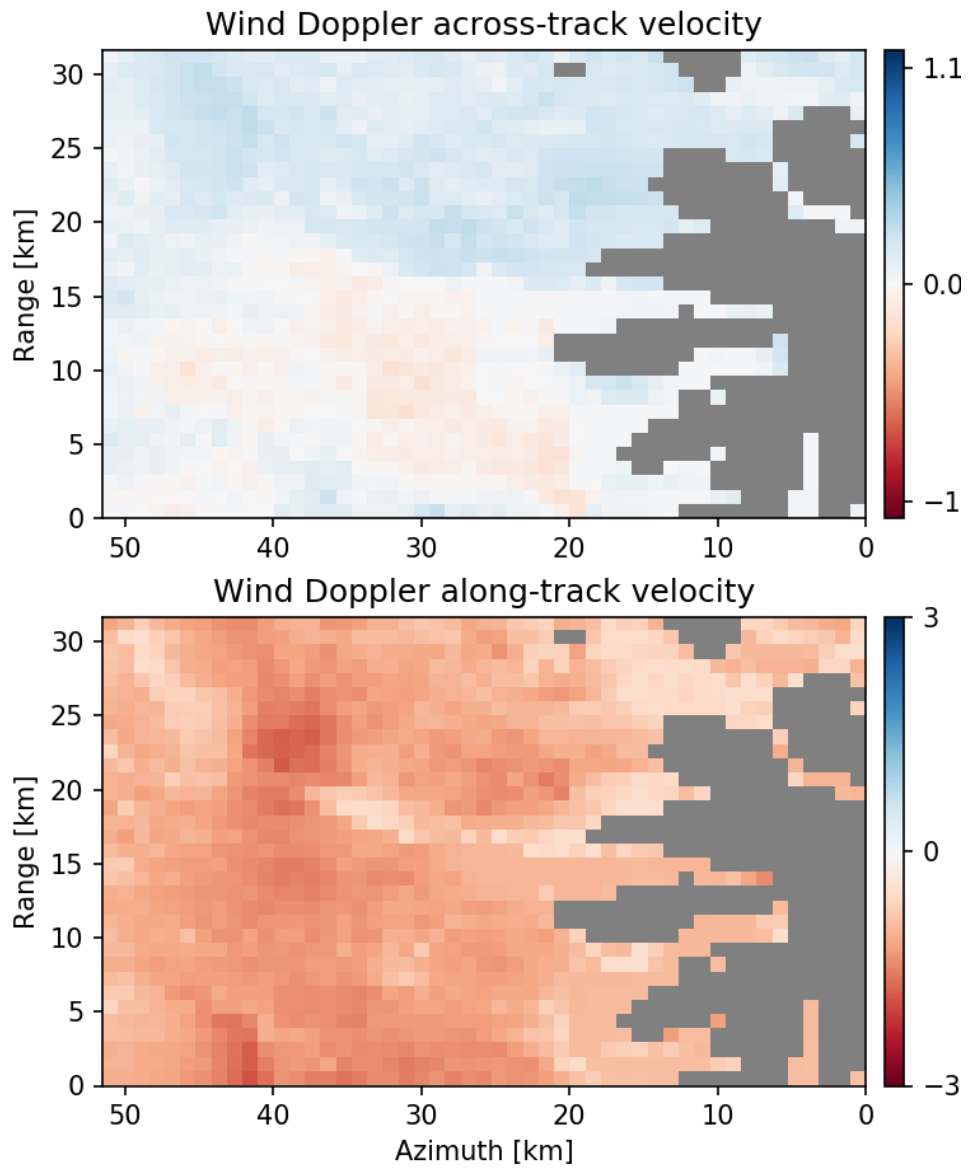 Wind Doppler across-track velocity
30
25
20
15
10
5
0
Range [km]
50 40 30 20 10 0
1.1
0.0
−1
Wind Doppler along-track velocity
30
25
20
15
10
5
0
Range [km]
50 40 30 20 10 0
Azimuth [km]
3
0
−3